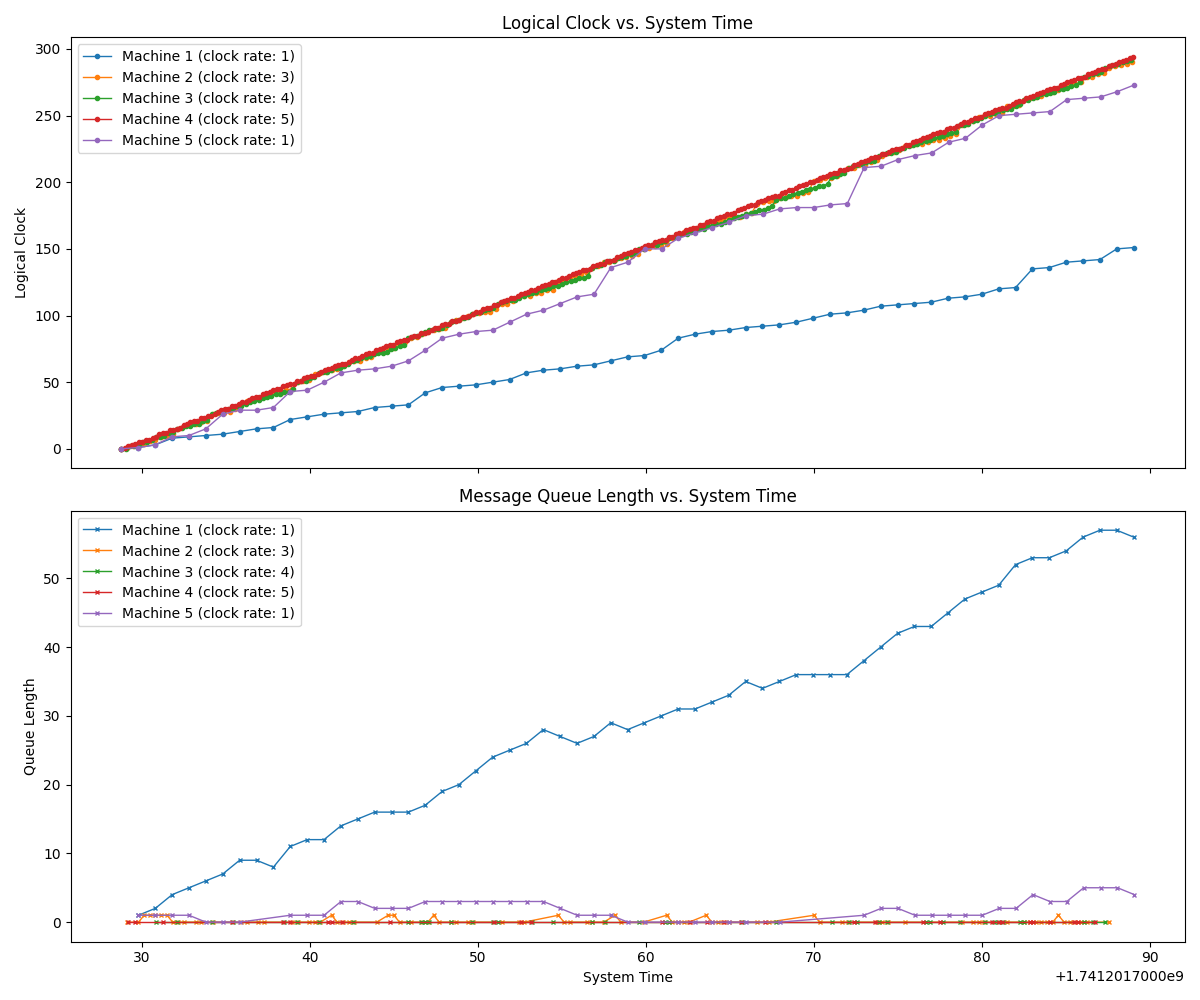 Logical Clock vs. System Time
Machine 1 (clock rate: 1)
Machine 2 (clock rate: 3)
Machine 3 (clock rate: 4)
Machine 4 (clock rate: 5)
Machine 5 (clock rate: 1)
300
250
200
150
100
50
0
Logical Clock
Message Queue Length vs. System Time
Machine 1 (clock rate: 1)
Machine 2 (clock rate: 3)
Machine 3 (clock rate: 4)
Machine 4 (clock rate: 5)
Machine 5 (clock rate: 1)
50
40
30
20
10
0
Queue Length
30 40 50 60 70 80 90
System Time
+1.7412017000e9